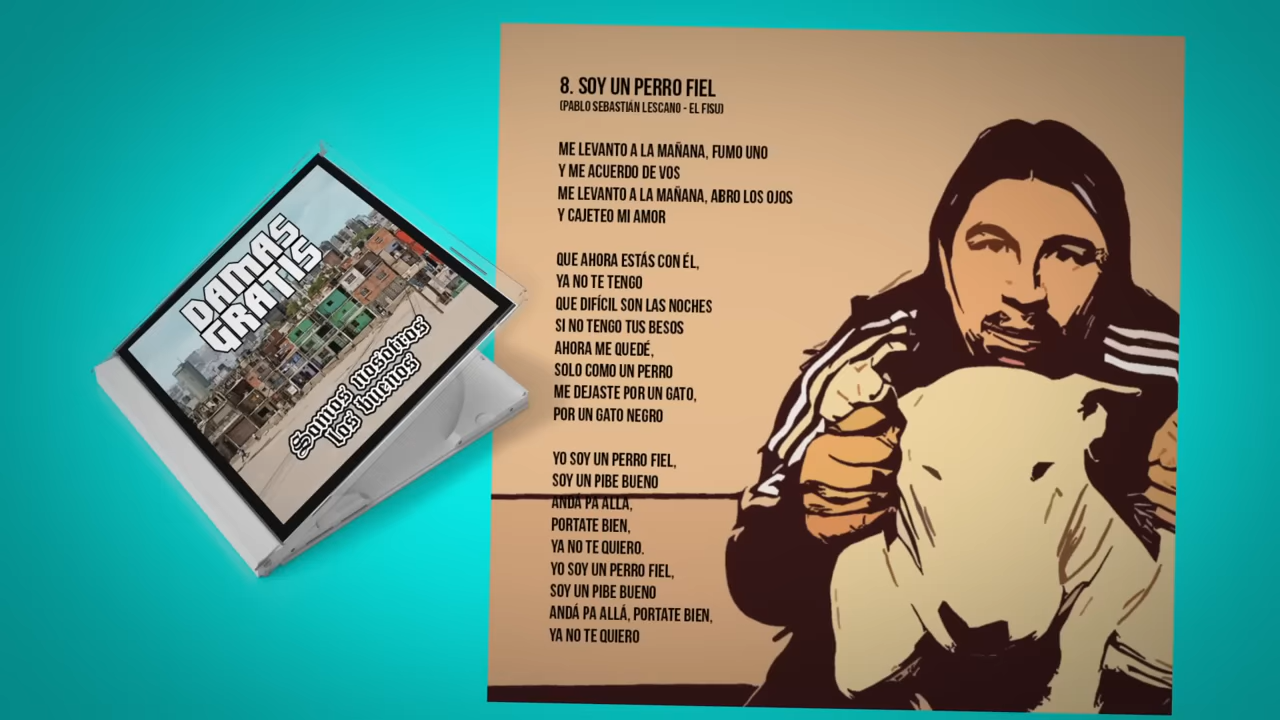 DAMAS
GRATIS
Somos nosotros
los buenos
8. SOY UN PERRO FIEL
(PABLO SEBASTIÁN LESCANO - EL FISU)
ME LEVANTO A LA MAÑANA, FUMO UNO
Y ME ACUERDO DE VOS
ME LEVANTO A LA MAÑANA, ABRO LOS OJOS
Y CAJETEO MI AMOR
QUE AHORA ESTÁS CON ÉL,
YA NO TE TENGO
QUE DIFÍCIL SON LAS NOCHES
SI NO TENGO TUS BESOS
AHORA ME QUEDÉ,
SOLO COMO UN PERRO
ME DEJASTE POR UN GATO,
POR UN GATO NEGRO
YO SOY UN PERRO FIEL,
SOY UN PIBE BUENO
ANDÁ PA ALLA,
PORTATE BIEN,
YA NO TE QUIERO.
YO SOY UN PERRO FIEL,
SOY UN PIBE BUENO
ANDÁ PA ALLÁ, PORTATE BIEN,
YA NO TE QUIERO